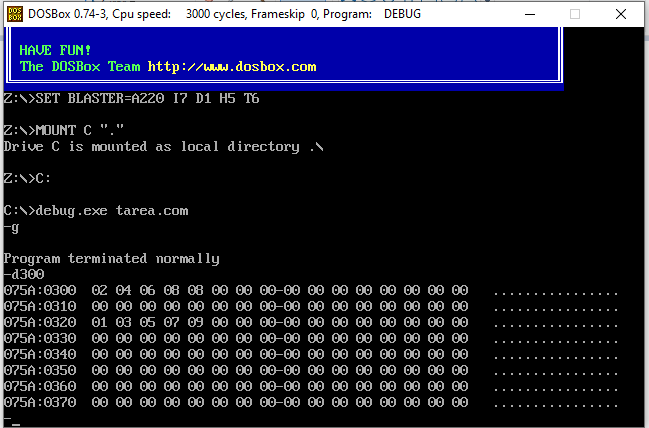 DOSBox 0.74-3, Cpu speed: 3000 cycles, Frameskip 0, Program: DEBUG
HAVE FUN!
The DOSBox Team http://www.dosbox.com
Z:\>SET BLASTER=A220 I7 D1 H5 T6
Z:\>MOUNT C "."
Drive C is mounted as local directory .\
Z:\>C:
C:\>debug.exe tarea.com
-g
Program terminated normally
-d300
075A:0300 02 04 06 08 08 00 00 00-00 00 00 00 00 00 00 00 ................
075A:0310 00 00 00 00 00 00 00 00-00 00 00 00 00 00 00 00 ................
075A:0320 01 03 05 07 09 00 00 00-00 00 00 00 00 00 00 00 ................
075A:0330 00 00 00 00 00 00 00 00-00 00 00 00 00 00 00 00 ................
075A:0340 00 00 00 00 00 00 00 00-00 00 00 00 00 00 00 00 ................
075A:0350 00 00 00 00 00 00 00 00-00 00 00 00 00 00 00 00 ................
075A:0360 00 00 00 00 00 00 00 00-00 00 00 00 00 00 00 00 ................
075A:0370 00 00 00 00 00 00 00 00-00 00 00 00 00 00 00 00 ................
-_